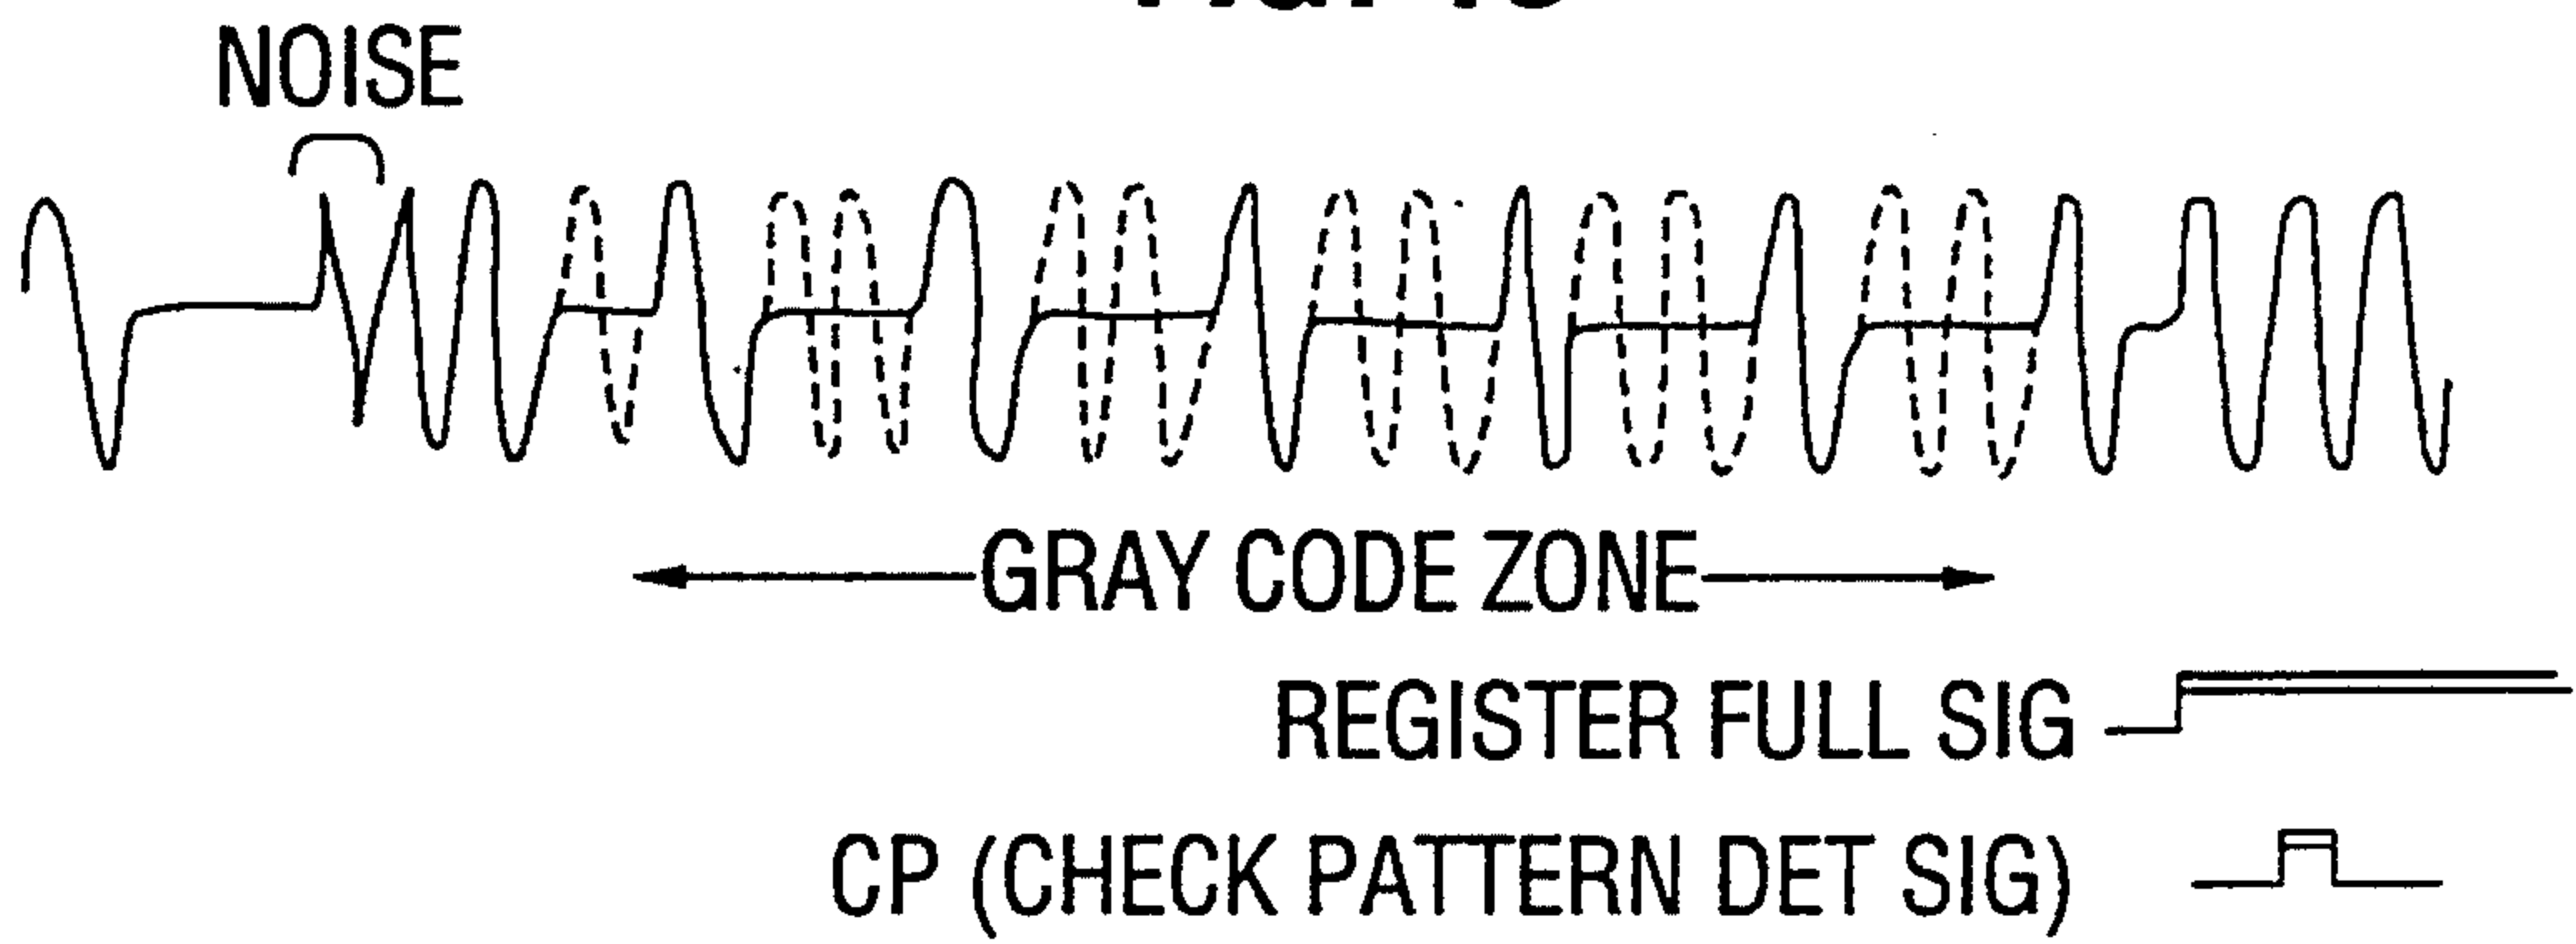 NOISE
GRAY CODE ZONE
REGISTER FULL SIG
CP (CHECK PATTERN DET SIG)